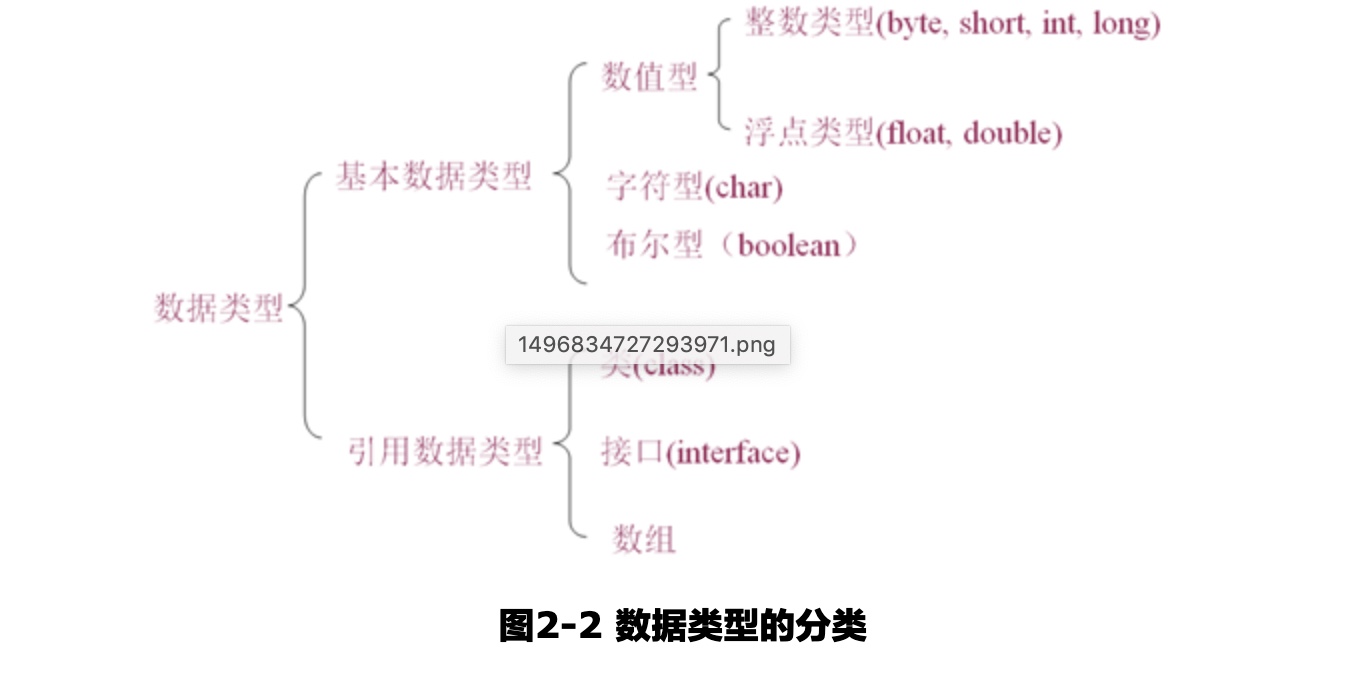 整数类型(byte, short, int, long)
数值型
浮点类型(float, double)
基本数据类型
字符型(char)
布尔型（boolean）
数据类型
1496834727293971.png
类(class)
引用数据类型
接口(interface)
数组
图2-2 数据类型的分类